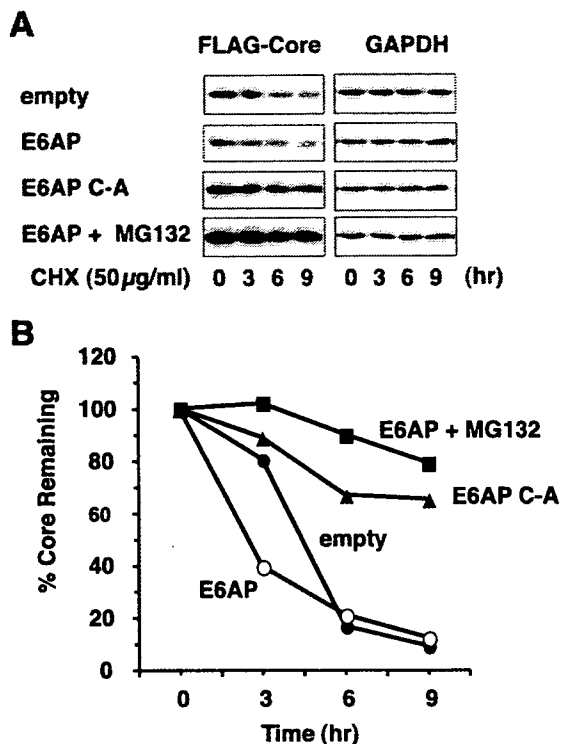 A
FLAG-Core GAPDH
empty
E6AP
E6AP C-A
E6AP + MG132
CHX (50µg/ml) 0 3 6 9 0 3 6 9 (hr)
B
120
100
80
60
40
20
0
% Core Remaining
E6AP + MG132
E6AP C-A
empty
E6AP
0 3 6 9
Time (hr)